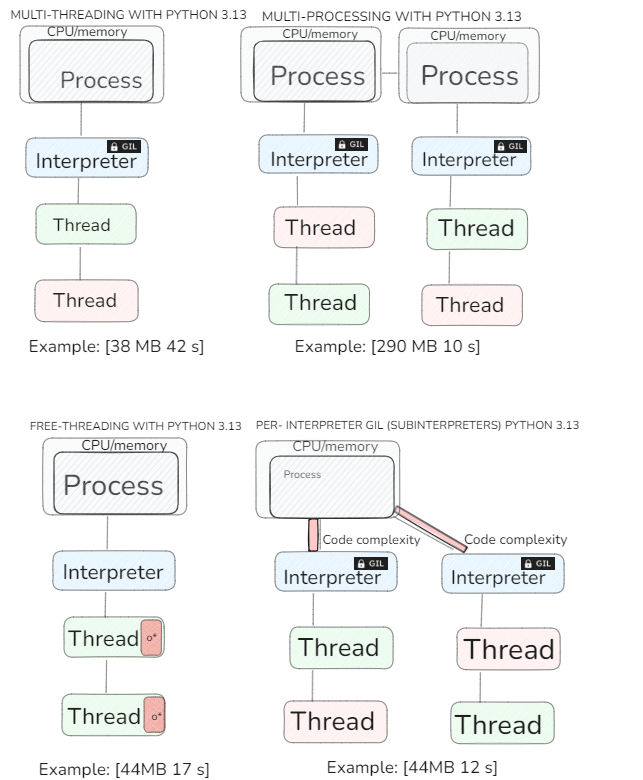 MULTI-THREADING WITH PYTHON 3.13
CPU/memory
Process
GIL
Interpreter
Thread
Thread
Example: [38 MB 42 s]
MULTI-PROCESSING WITH PYTHON 3.13
CPU/memory
CPU/memory
Process
Process
GIL
GIL
Interpreter
Interpreter
Thread
Thread
Thread
Thread
Example: [290 MB 10 s]
FREE-THREADING WITH PYTHON 3.13
CPU/memory
Process
Interpreter
Thread
o*
Thread
o*
Example: [44MB 17 s]
PER- INTERPRETER GIL (SUBINTERPRETERS) PYTHON 3.13
CPU/memory
Process
Code complexity
Code complexity
GIL
GIL
Interpreter
Interpreter
Thread
Thread
Thread
Thread
Example: [44MB 12 s]